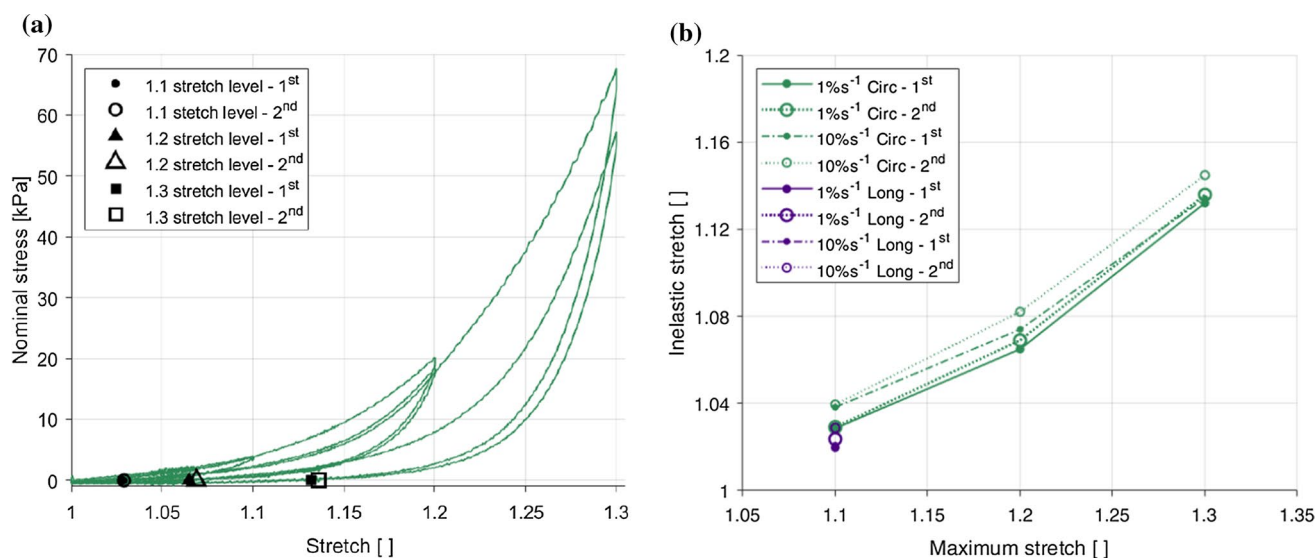 (a)
70
60
50
40
30
20
10
0
Nominal stress [kPa]
1.1 stretch level - 1st
1.1 stetch level - 2nd
1.2 stretch level - 1st
1.2 stretch level - 2nd
1.3 stretch level - 1st
1.3 stretch level - 2nd
1 1.05 1.1 1.15 1.2 1.25 1.3
Stretch [ ]
(b)
1.2
1.16
1.12
1.08
1.04
1
Inelastic stretch [ ]
1%s-1 Circ - 1st
1%s-1 Circ - 2nd
10%s-1 Circ - 1st
10%s-1 Circ - 2nd
1%s-1 Long - 1st
1%s-1 Long - 2nd
10%s-1 Long - 1st
10%s-1 Long - 2nd
1.05 1.1 1.15 1.2 1.25 1.3 1.35
Maximum stretch [ ]